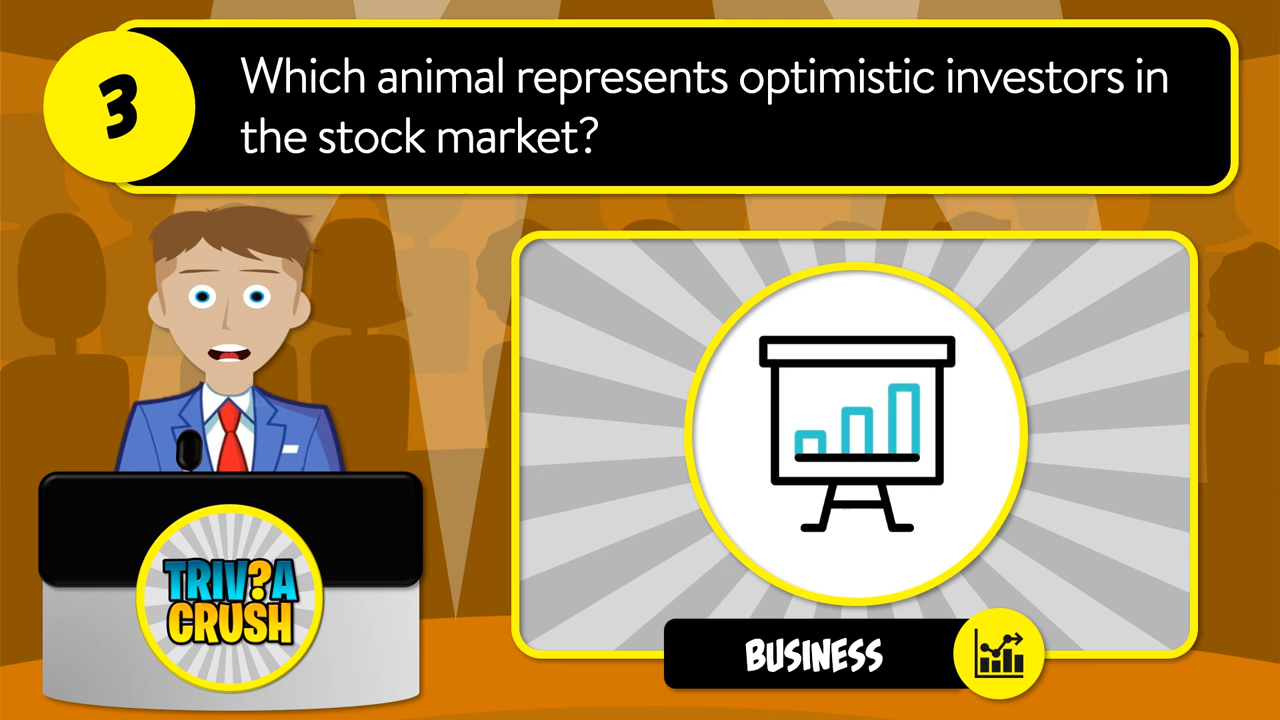 3
Which animal represents optimistic investors in
the stock market?
TRIV?A
CRUSH
BUSINESS